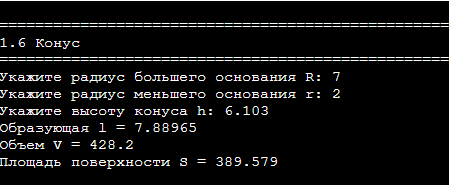 ==================================================
1.6 Конус
==================================================
Укажите радиус большего основания R: 7
Укажите радиус меньшего основания r: 2
Укажите высоту конуса h: 6.103
Образующая l = 7.88965
Объем V = 428.2
Площадь поверхности S = 389.579